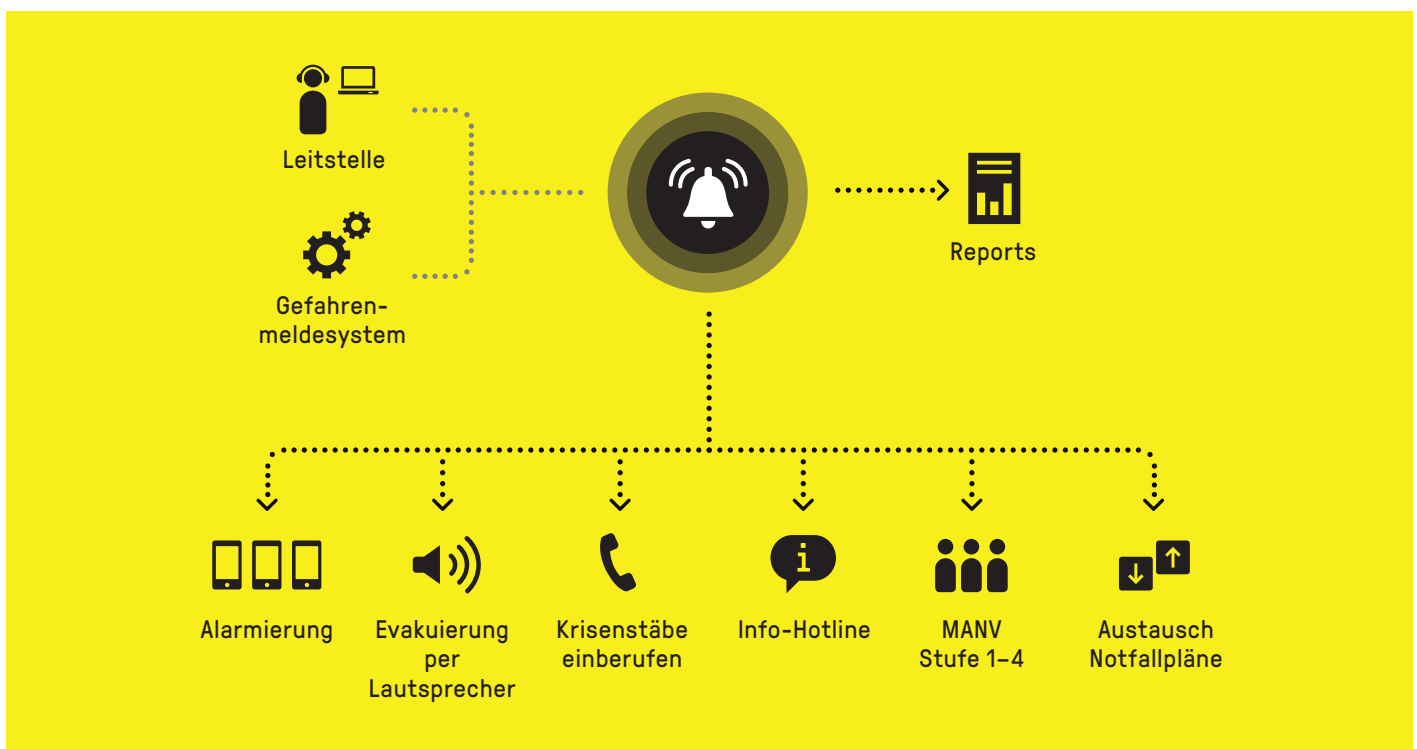 Leitstelle
Gefahren-
meldesystem
Reports
Alarmierung
Evakuierung
per
Lautsprecher
Krisenstäbe
einberufen
i
Info-Hotline
MANV
Stufe 1–4
Austausch
Notfallpläne